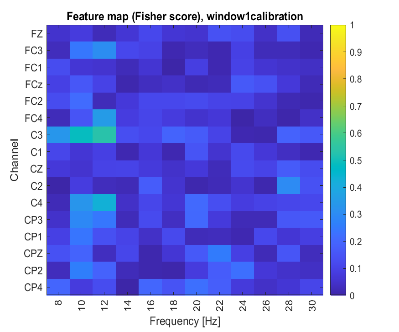 Feature map (Fisher score), window1calibration
FZ
FC3
FC1
FCz
FC2
FC4
C3
C1
CZ
C2
C4
CP3
CP1
CPZ
CP2
CP4
Channel
8 10 12 14 16 18 20 22 24 26 28 30
Frequency [Hz]
1
0.9
0.8
0.7
0.6
0.5
0.4
0.3
0.2
0.1
0